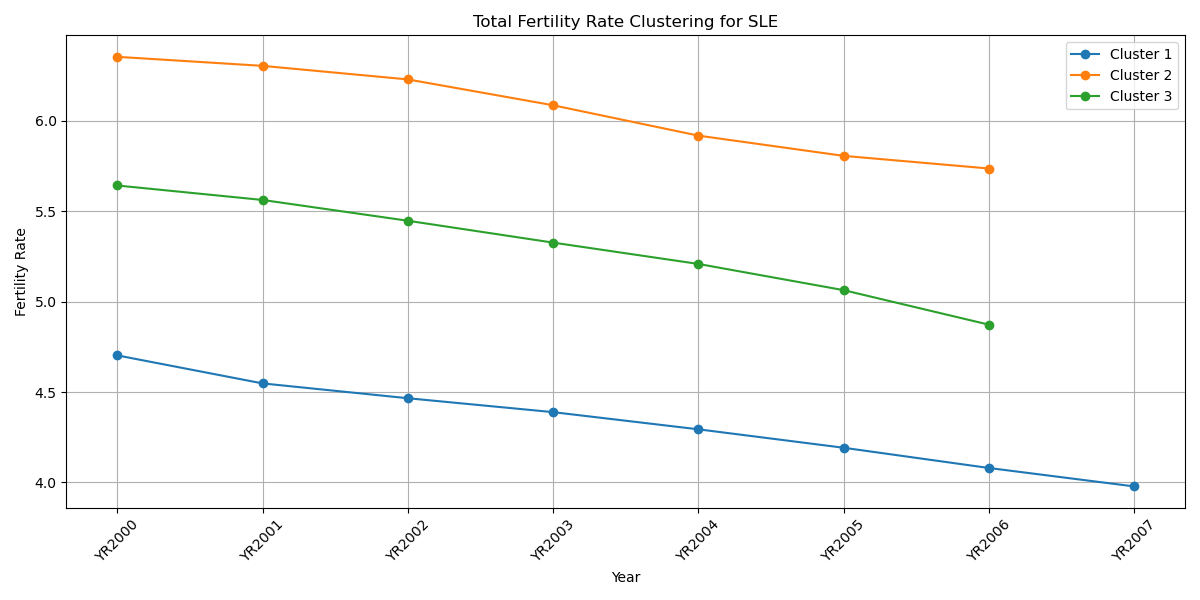 Total Fertility Rate Clustering for SLE
Cluster 1
Cluster 2
Cluster 3
Fertility Rate
6.0
5.5
5.0
4.5
4.0
YR2000
YR2001
YR2002
YR2003
YR2004
YR2005
YR2006
YR2007
Year